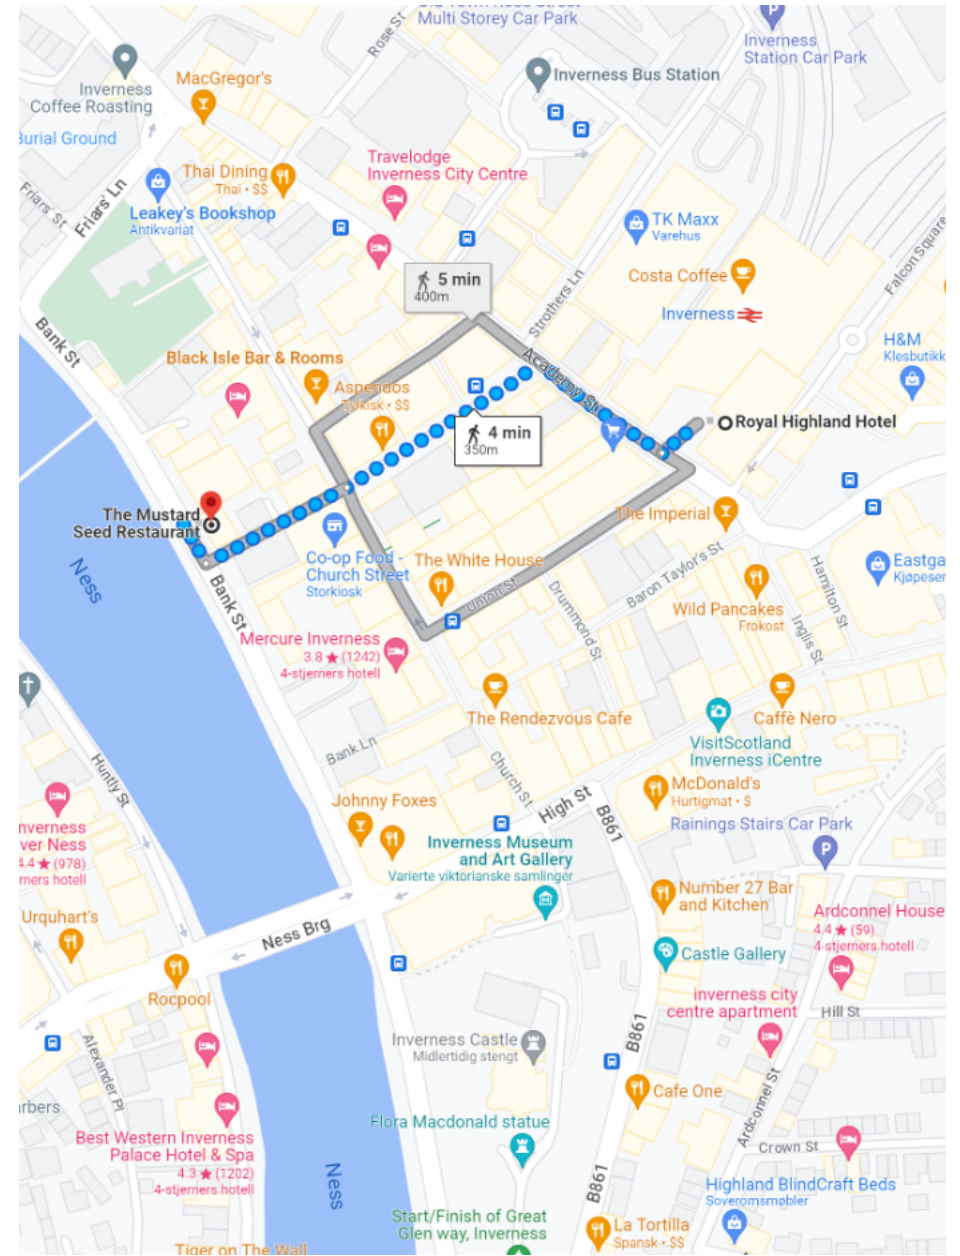 Multi Storey Car Park
Rose St
Inverness
Station Car Park
MacGregor's
Inverness
Coffee Roasting
Inverness Bus Station
Burial Ground
Travelodge
Inverness City Centre
Thai Dining
Thai • $$
Friars' St
Friars' Ln
Leakey's Bookshop
Antikvariat
TK Maxx
Varehus
Falcon Square
Costa Coffee
5 min
400m
Strothers Ln
Inverness
Bank St
H&M
Klesbutikk
Black Isle Bar & Rooms
Academy St
Aspendos
Tyrkisk • $$
4 min
350m
Royal Highland Hotel
The Mustard
Seed Restaurant
The Imperial
Co-op Food -
Church Street
Storkiosk
The White House
Ness
Bank St
Union St
Drummond St
Baron Taylor's St
Hamilton St
Eastga
Kjøpeser
Wild Pancakes
Frokost
Inglis St
Mercure Inverness
3.8 ★ (1242)
4-stjerners hotell
The Rendezvous Cafe
Caffè Nero
Bank Ln
VisitScotland
Inverness iCentre
Huntly St
Church St
McDonald's
Hurtigmat • $
Johnny Foxes
High St
B861
Rainings Stairs Car Park
P
nverness
ver Ness
4.4 ★ (978)
rners hotell
Inverness Museum
and Art Gallery
Varierte viktorianske samlinger
Number 27 Bar
and Kitchen
Ardconnel House
4.4 ★ (59)
4-stjerners hotell
Urquhart's
Ness Brg
Castle Gallery
Rocpool
inverness city
centre apartment
Hill St
B861
Inverness Castle
Midlertidig stengt
Alexander Pl
Cafe One
Ardconnel St
arbers
Flora Macdonald statue
Best Western Inverness
Palace Hotel & Spa
4.3 ★ (1202)
4-stjerners hotell
Crown St
Ness
B861
Highland BlindCraft Beds
Soveromsmøbler
Start/Finish of Great
Glen way, Inverness
La Tortilla
Spansk • $$
Tiger on The Wall